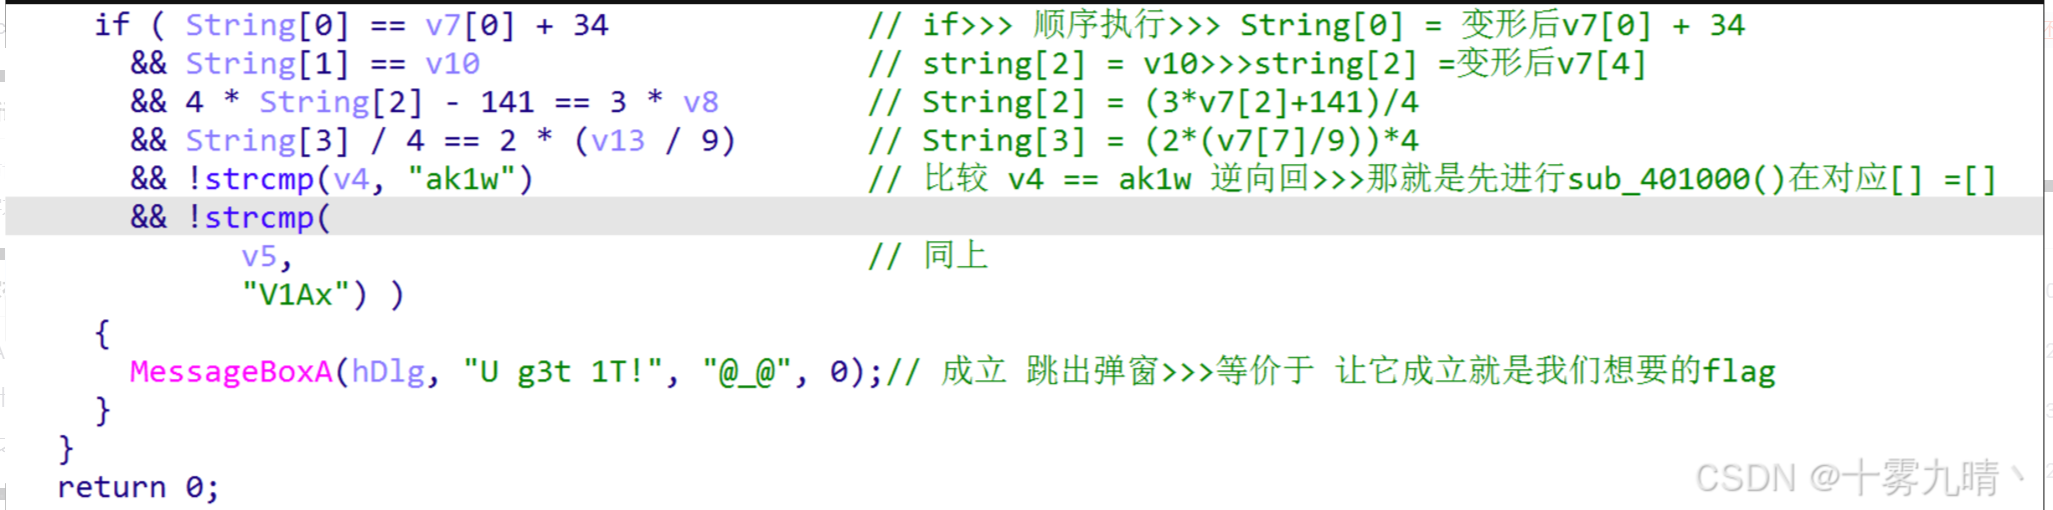 if ( String[0] == v7[0] + 34 // if>>> 顺序执行>>> String[0] = 变形后v7[0] + 34
&& String[1] == v10 // string[2] = v10>>>string[2] =变形后v7[4]
&& 4 * String[2] - 141 == 3 * v8 // String[2] = (3*v7[2]+141)/4
&& String[3] / 4 == 2 * (v13 / 9) // String[3] = (2*(v7[7]/9))*4
&& !strcmp(v4, "ak1w") // 比较 v4 == ak1w 逆向回>>>那就是先进行sub_401000()在对应[] =[]
&& !strcmp(
v5, // 同上
"V1Ax") )
{
MessageBoxA(hDlg, "U g3t 1T!", "@_@", 0);// 成立 跳出弹窗>>>等价于 让它成立就是我们想要的flag
}
}
return 0;
CSDN @十雾九晴丶